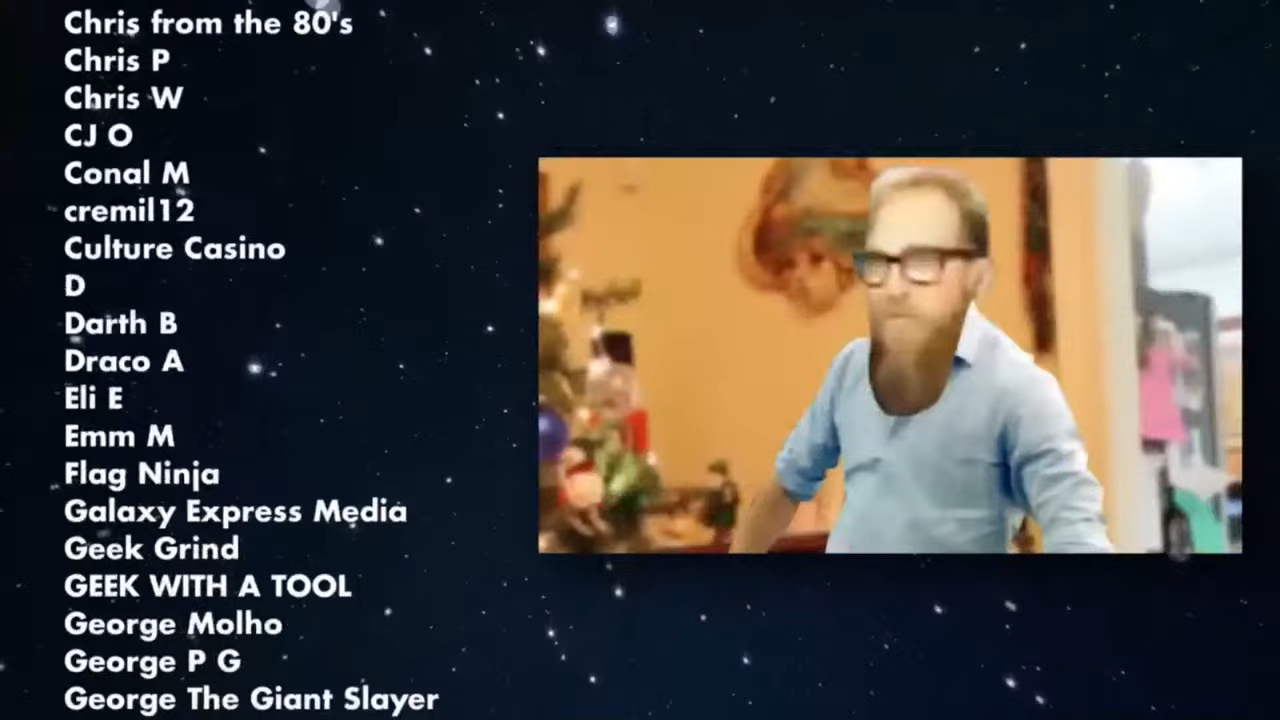 Chris from the 80's
Chris P
Chris W
CJ O
Conal M
cremil12
Culture Casino
D
Darth B
Draco A
Eli E
Emm M
Flag Ninja
Galaxy Express Media
Geek Grind
GEEK WITH A TOOL
George Molho
George P G
George The Giant Slayer